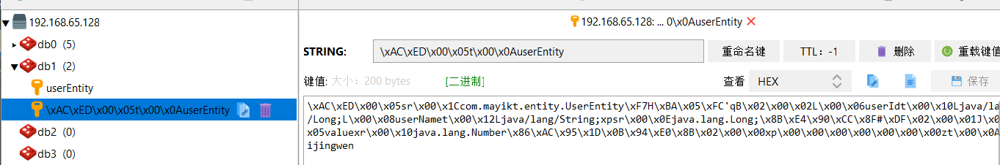 192.168.65.128
db0 (5)
db1 (2)
userEntity
\xAC\xED\x00\x05t\x00\x0AuserEntity
db2 (0)
db3 (0)
192.168.65.128: ... 0\x0AuserEntity
STRING: \xAC\xED\x00\x05t\x00\x0AuserEntity 重命名键 TTL: -1 删除 重载键值
键值: 大小: 200 bytes [二进制] 查看 HEX 保存
\xAC\xED\x00\x05sr\x00\x1Ccom.mayikt.entity.UserEntity\xF7H\xBA\x05\xFC'qB\x02\x00\x02L\x00\x06userIdt\x00\x10Ljava/la
/Long;L\x00\x08userNamet\x00\x12Ljava/lang/String;xpsr\x00\x0Ejava.lang.Long;\x8B\xE4\x90\xCC\x8F#\xDF\x02\x00\x01J\x0
x05valuexr\x00\x10java.lang.Number\x86\xAC\x95\x1D\x0B\x94\xE0\x8B\x02\x00\x00xp\x00\x00\x00\x00\x00\x00\x00zt\x00\x0A
ijingwen